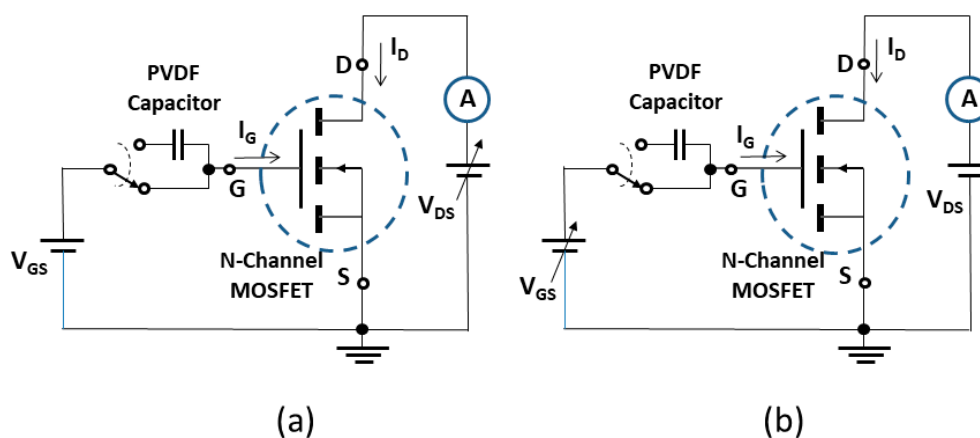 I_D
D
PVDF
Capacitor
I_G
A
G
V_DS
V_GS
N-Channel
MOSFET
S
(a)
I_D
D
PVDF
Capacitor
I_G
A
G
V_DS
V_GS
N-Channel
MOSFET
S
(b)